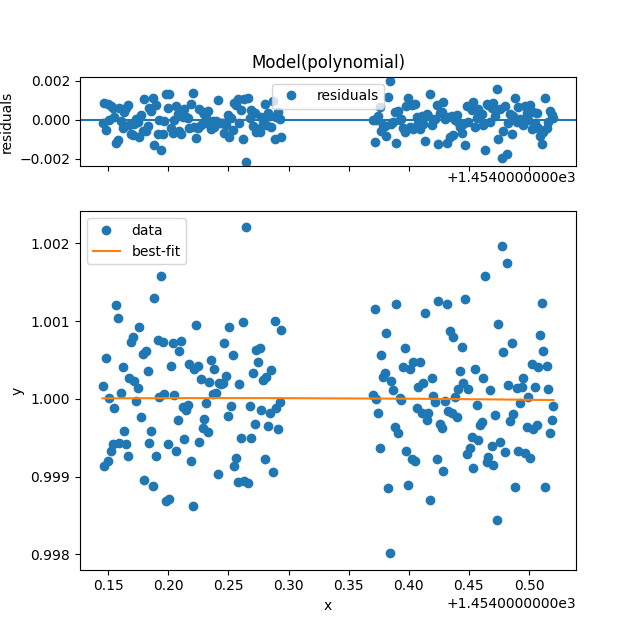 Model(polynomial)
residuals
0.002
0.000
−0.002
residuals
+1.4540000000e3
data
best-fit
y
1.002
1.001
1.000
0.999
0.998
0.15 0.20 0.25 0.30 0.35 0.40 0.45 0.50
x
+1.4540000000e3